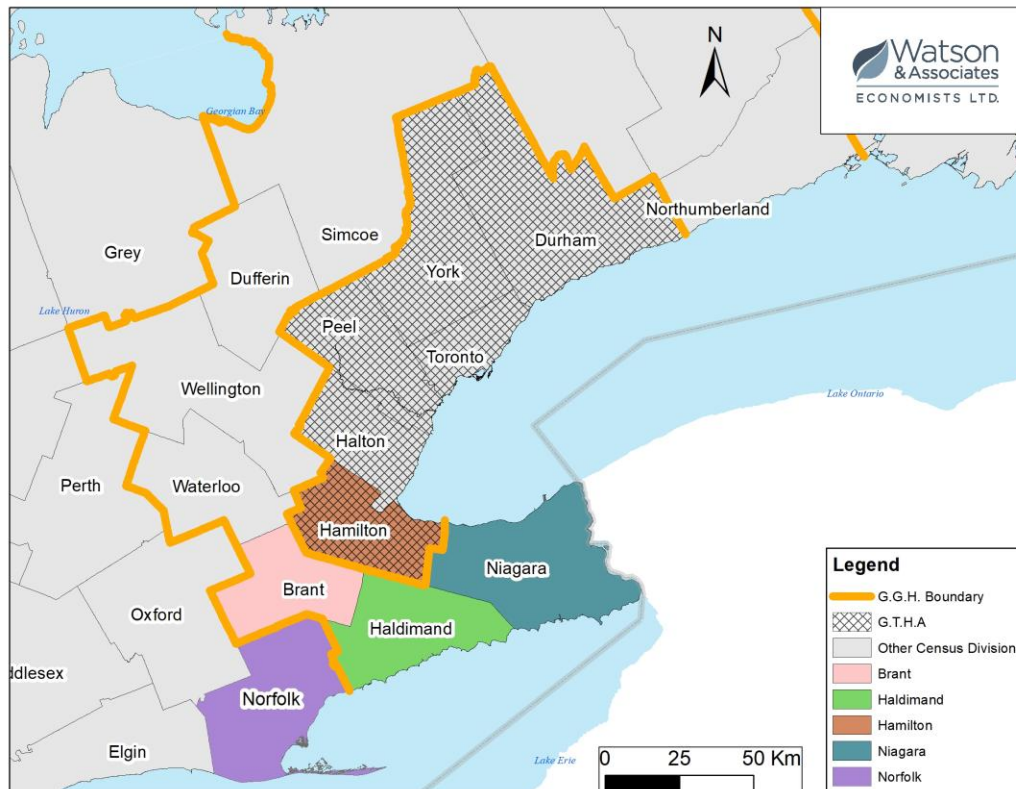 N
Watson
& Associates
ECONOMISTS LTD.
Georgian Bay
Northumberland
Simcoe
Durham
Grey
York
Dufferin
Lake Huron
Peel
Toronto
Wellington
Lake Ontario
Halton
Perth
Waterloo
Hamilton
Niagara
Brant
Oxford
Haldimand
ddlesex
Norfolk
Elgin
Lake Erie
0 25 50 Km
Legend
G.G.H. Boundary
G.T.H.A
Other Census Division
Brant
Haldimand
Hamilton
Niagara
Norfolk